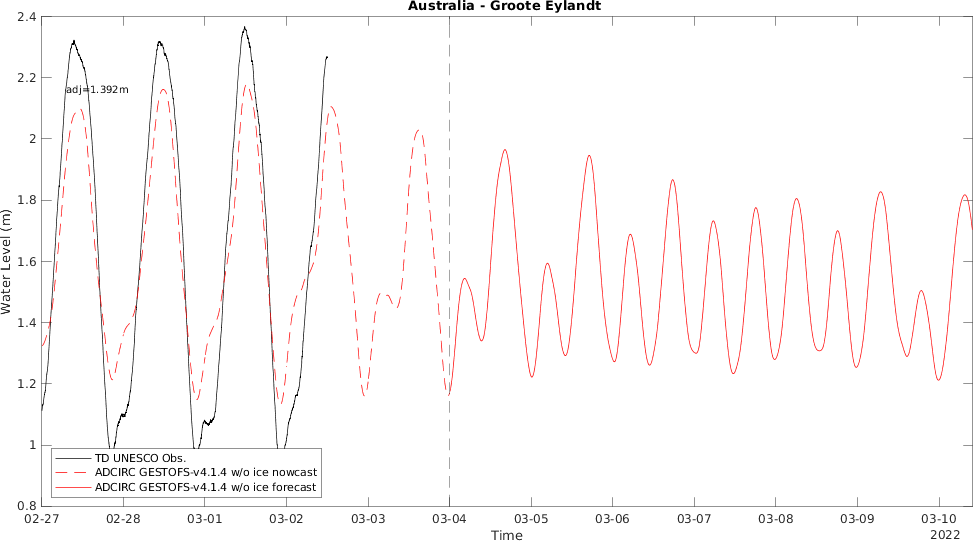 Australia - Groote Eylandt
2.4
2.2
adj=1.392m
2
1.8
1.6
Water Level (m)
1.4
1.2
1
TD UNESCO Obs.
ADCIRC GESTOFS-v4.1.4 w/o ice nowcast
ADCIRC GESTOFS-v4.1.4 w/o ice forecast
0.8
02-27 02-28 03-01 03-02 03-03 03-04 03-05 03-06 03-07 03-08 03-09 03-10
Time 2022